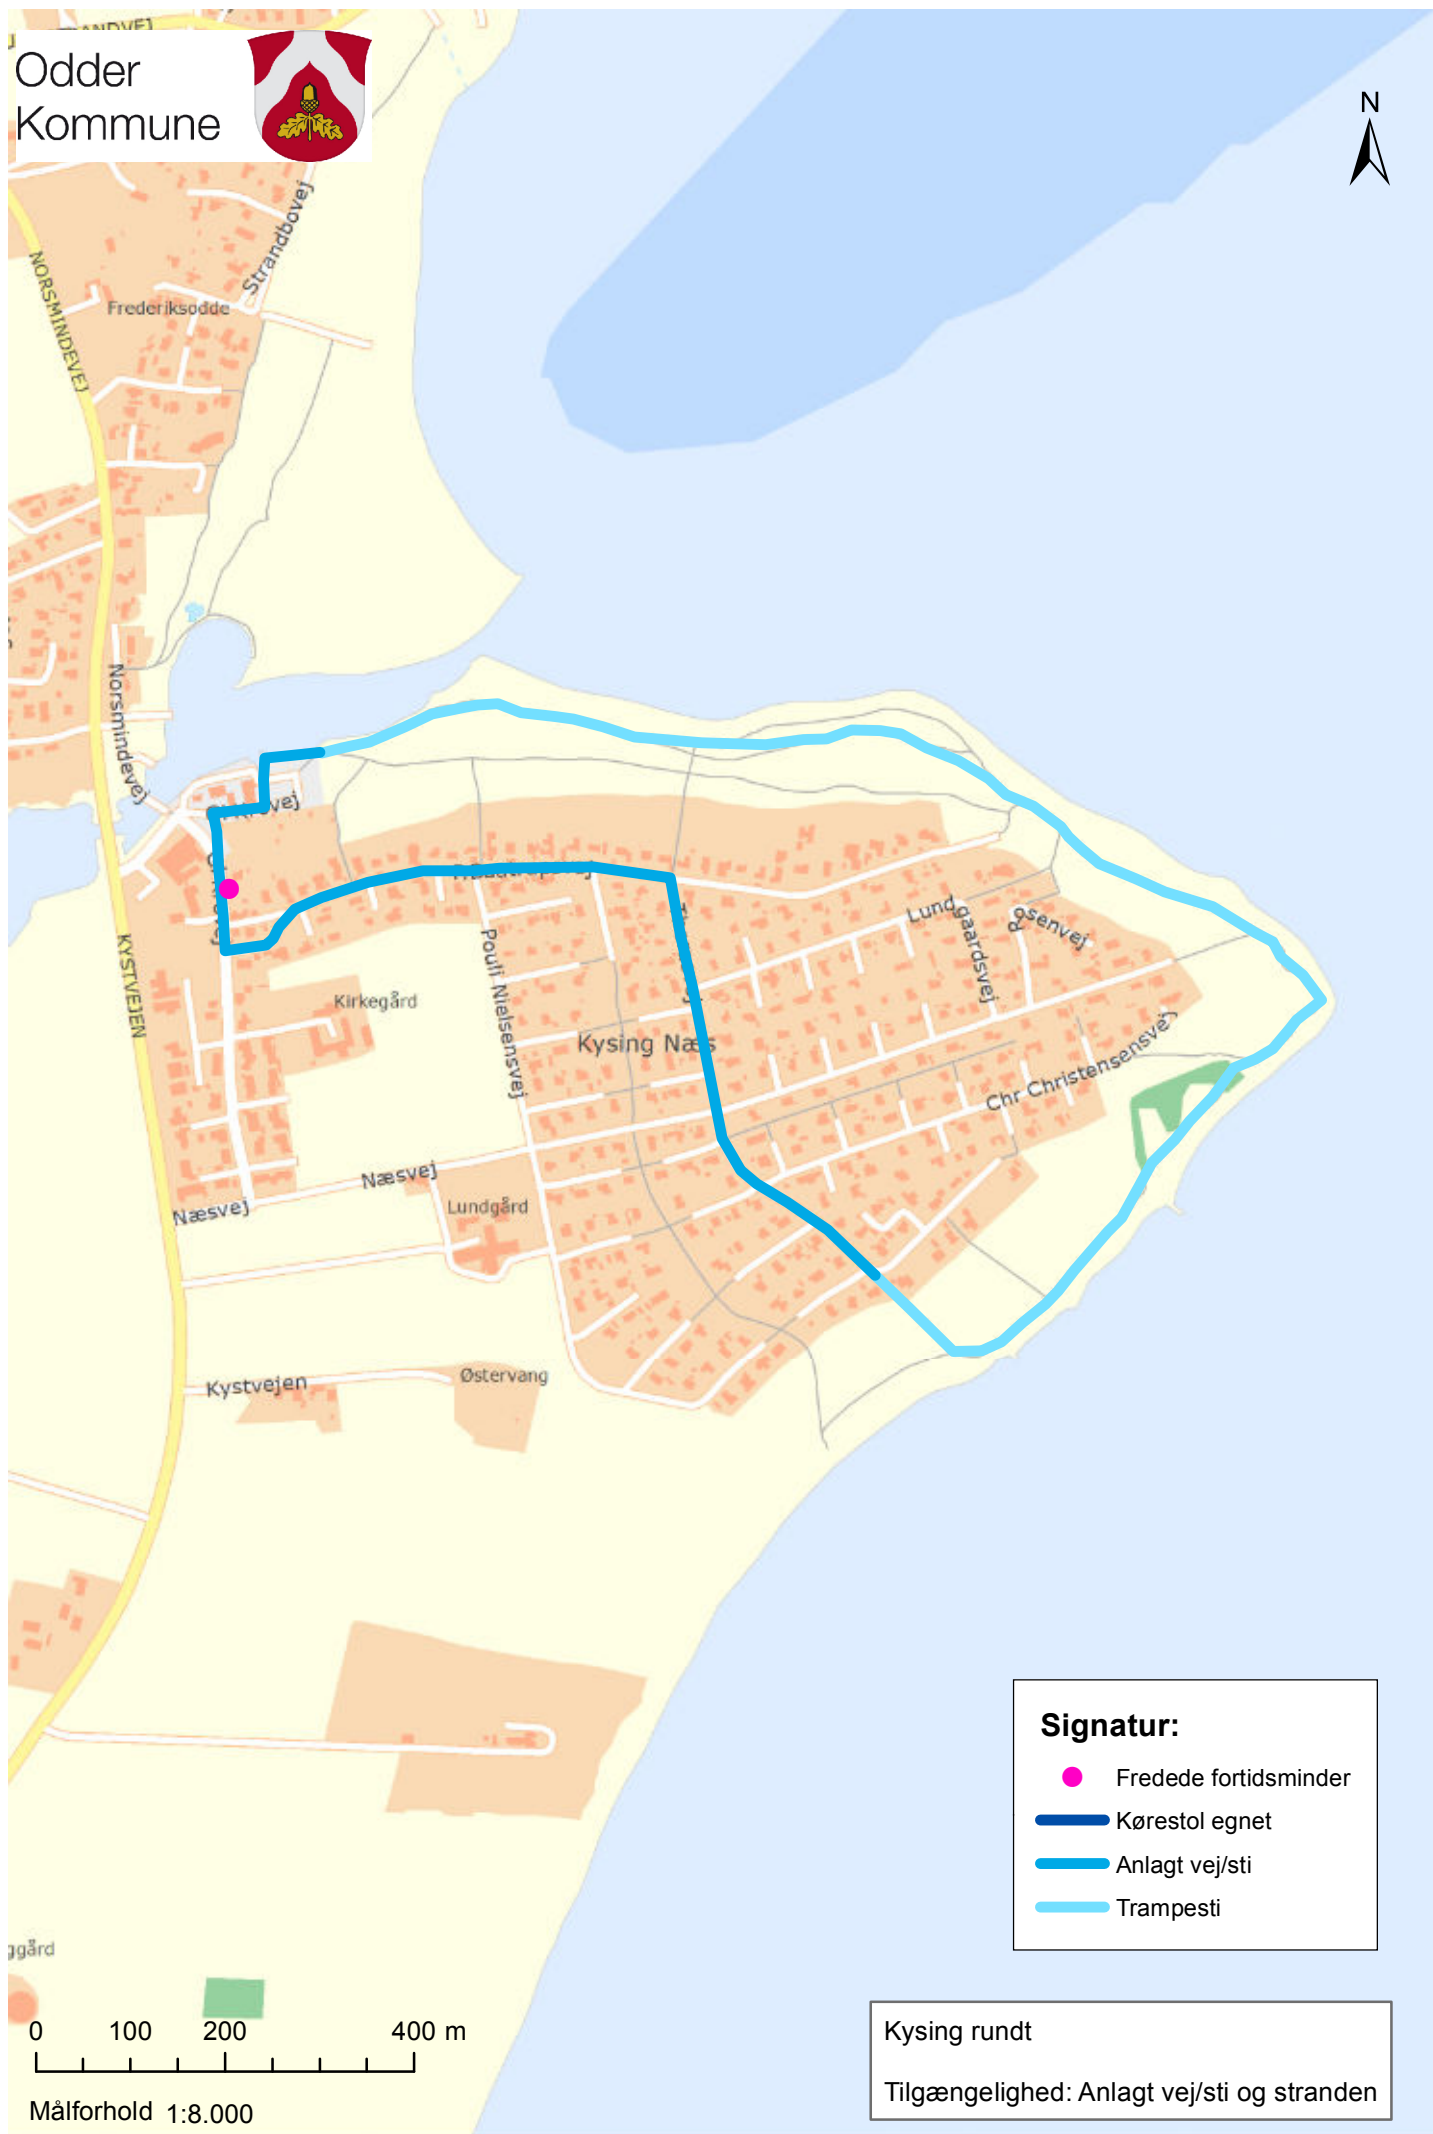 Odder
Kommune
N
Strandbovej
NORSMINDEVEJ
Frederiksodde
Norsmindevej
KYSTVEJEN
Lundgaardsvej
Rosenvej
Pouli Nielsensvej
Kirkegård
Kysing Næs
Chr Christensensvej
Næsvej
Næsvej
Lundgård
Kystvejen
Østervang
Signatur:
Fredede fortidsminder
Kørestol egnet
Anlagt vej/sti
Trampesti
ggård
0 100 200 400 m
Målforhold 1:8.000
Kysing rundt
Tilgængelighed: Anlagt vej/sti og stranden